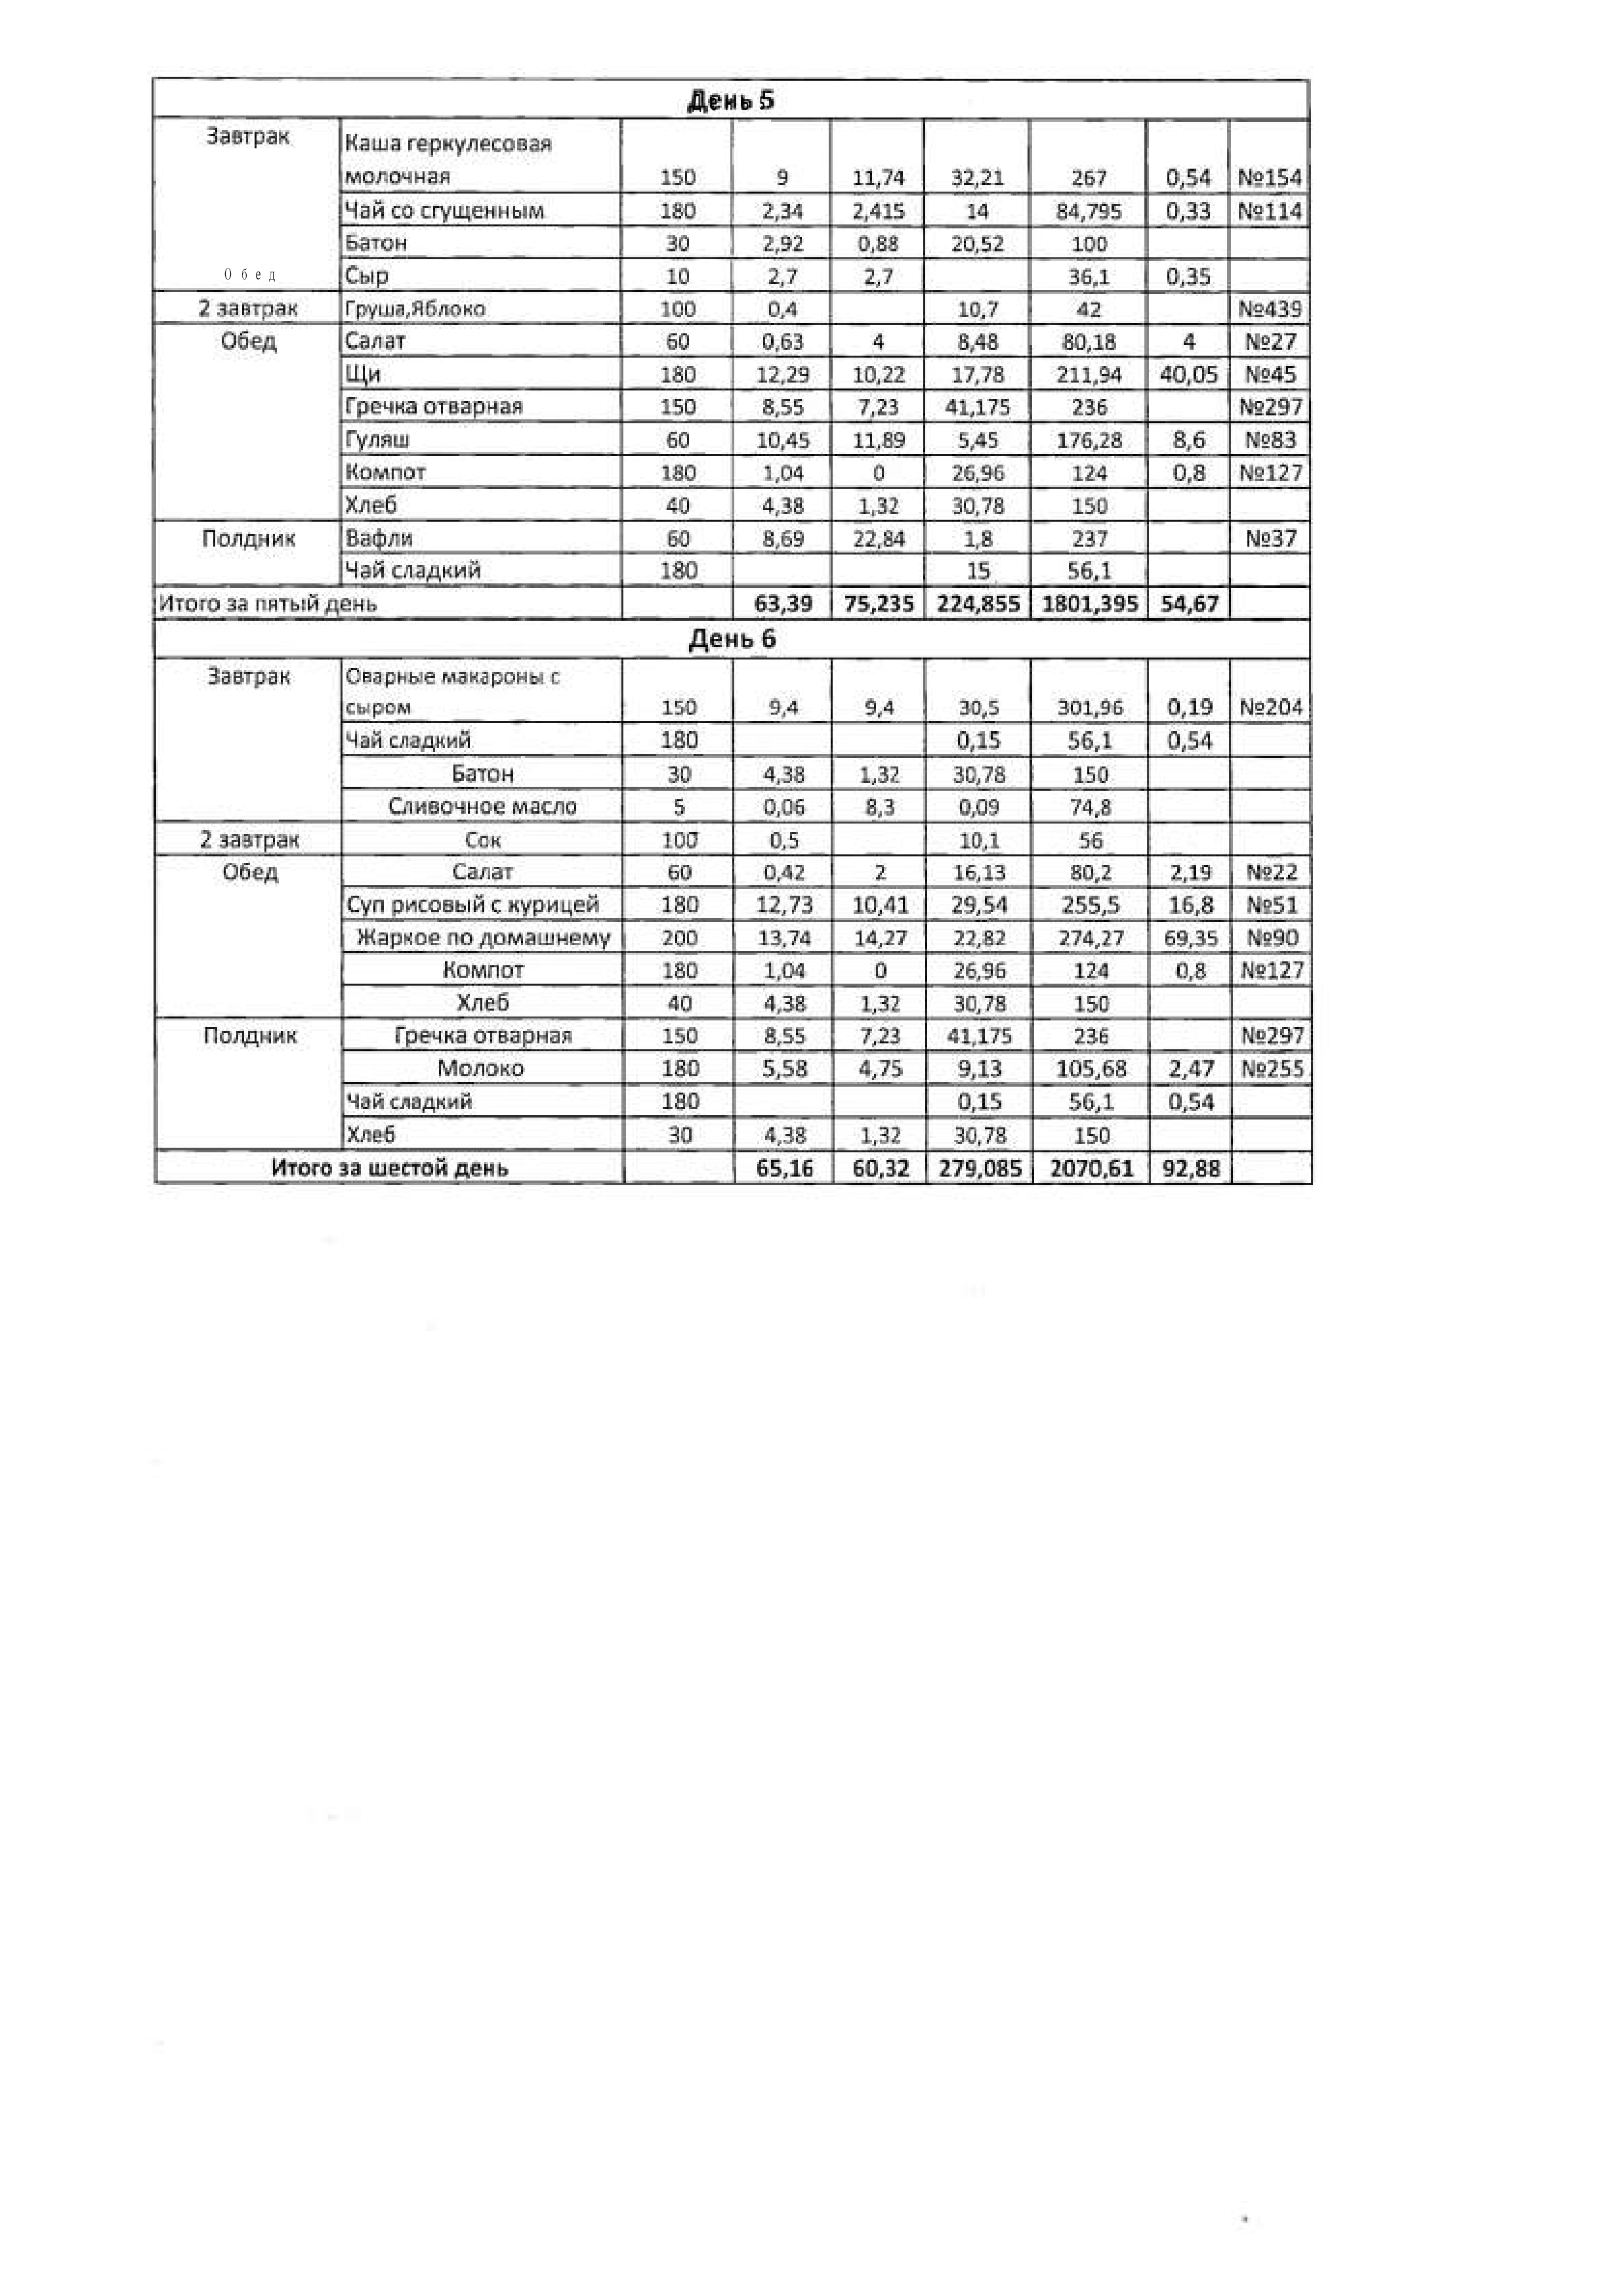 День 5
Завтрак Каша геркулесовая
молочная 150 9 11,74 32,21 267 0,54 №154
Чай со сгущенным 180 2,34 2,415 14 84,795 0,33 №114
Батон 30 2,92 0,88 20,52 100
Обед Сыр 10 2,7 2,7 36,1 0,35
2 завтрак Груша,Яблоко 100 0,4 10,7 42 №439
Обед Салат 60 0,63 4 8,48 80,18 4 №27
Щи 180 12,29 10,22 17,78 211,94 40,05 №45
Гречка отварная 150 8,55 7,23 41,175 236 №297
Гуляш 60 10,45 11,89 5,45 176,28 8,6 №83
Компот 180 1,04 0 26,96 124 0,8 №127
Хлеб 40 4,38 1,32 30,78 150
Полдник Вафли 60 8,69 22,84 1,8 237 №37
Чай сладкий 180 15 56,1
Итого за пятый день 63,39 75,235 224,855 1801,395 54,67
День 6
Завтрак Оварные макароны с
сыром 150 9,4 9,4 30,5 301,96 0,19 №204
Чай сладкий 180 0,15 56,1 0,54
Батон 30 4,38 1,32 30,78 150
Сливочное масло 5 0,06 8,3 0,09 74,8
2 завтрак Сок 100 0,5 10,1 56
Обед Салат 60 0,42 2 16,13 80,2 2,19 №22
Суп рисовый с курицей 180 12,73 10,41 29,54 255,5 16,8 №51
Жаркое по домашнему 200 13,74 14,27 22,82 274,27 69,35 №90
Компот 180 1,04 0 26,96 124 0,8 №127
Хлеб 40 4,38 1,32 30,78 150
Полдник Гречка отварная 150 8,55 7,23 41,175 236 №297
Молоко 180 5,58 4,75 9,13 105,68 2,47 №255
Чай сладкий 180 0,15 56,1 0,54
Хлеб 30 4,38 1,32 30,78 150
Итого за шестой день 65,16 60,32 279,085 2070,61 92,88